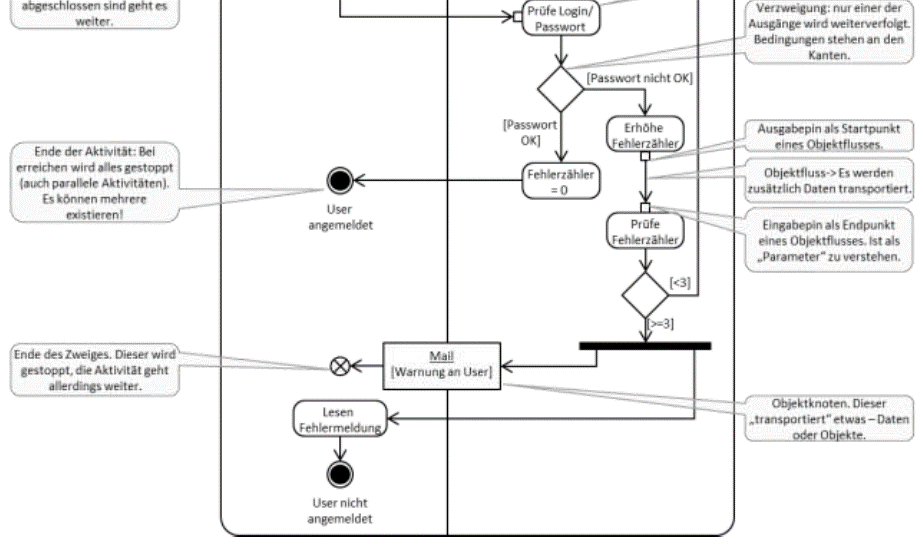 abgeschlossen sind geht es
weiter.
Prüfe Login/
Passwort
Verzweigung: nur einer der
Ausgänge wird weiterverfolgt.
Bedingungen stehen an den
Kanten.
[Passwort nicht OK]
[Passwort
OK]
Erhöhe
Fehlerzähler
Ausgabepin als Startpunkt
eines Objektflusses.
Ende der Aktivität: Bei
erreichen wird alles gestoppt
(auch parallele Aktivitäten).
Es können mehrere
existieren!
Fehlerzähler
= 0
Objektfluss-> Es werden
zusätzlich Daten transportiert.
User
angemeldet
Prüfe
Fehlerzähler
Eingabepin als Endpunkt
eines Objektflusses. Ist als
„Parameter“ zu verstehen.
[<3]
[>=3]
Ende des Zweiges. Dieser wird
gestoppt, die Aktivität geht
allerdings weiter.
Mail
[Warnung an User]
Lesen
Fehlermeldung
Objektknoten. Dieser
„transportiert“ etwas – Daten
oder Objekte.
User nicht
angemeldet